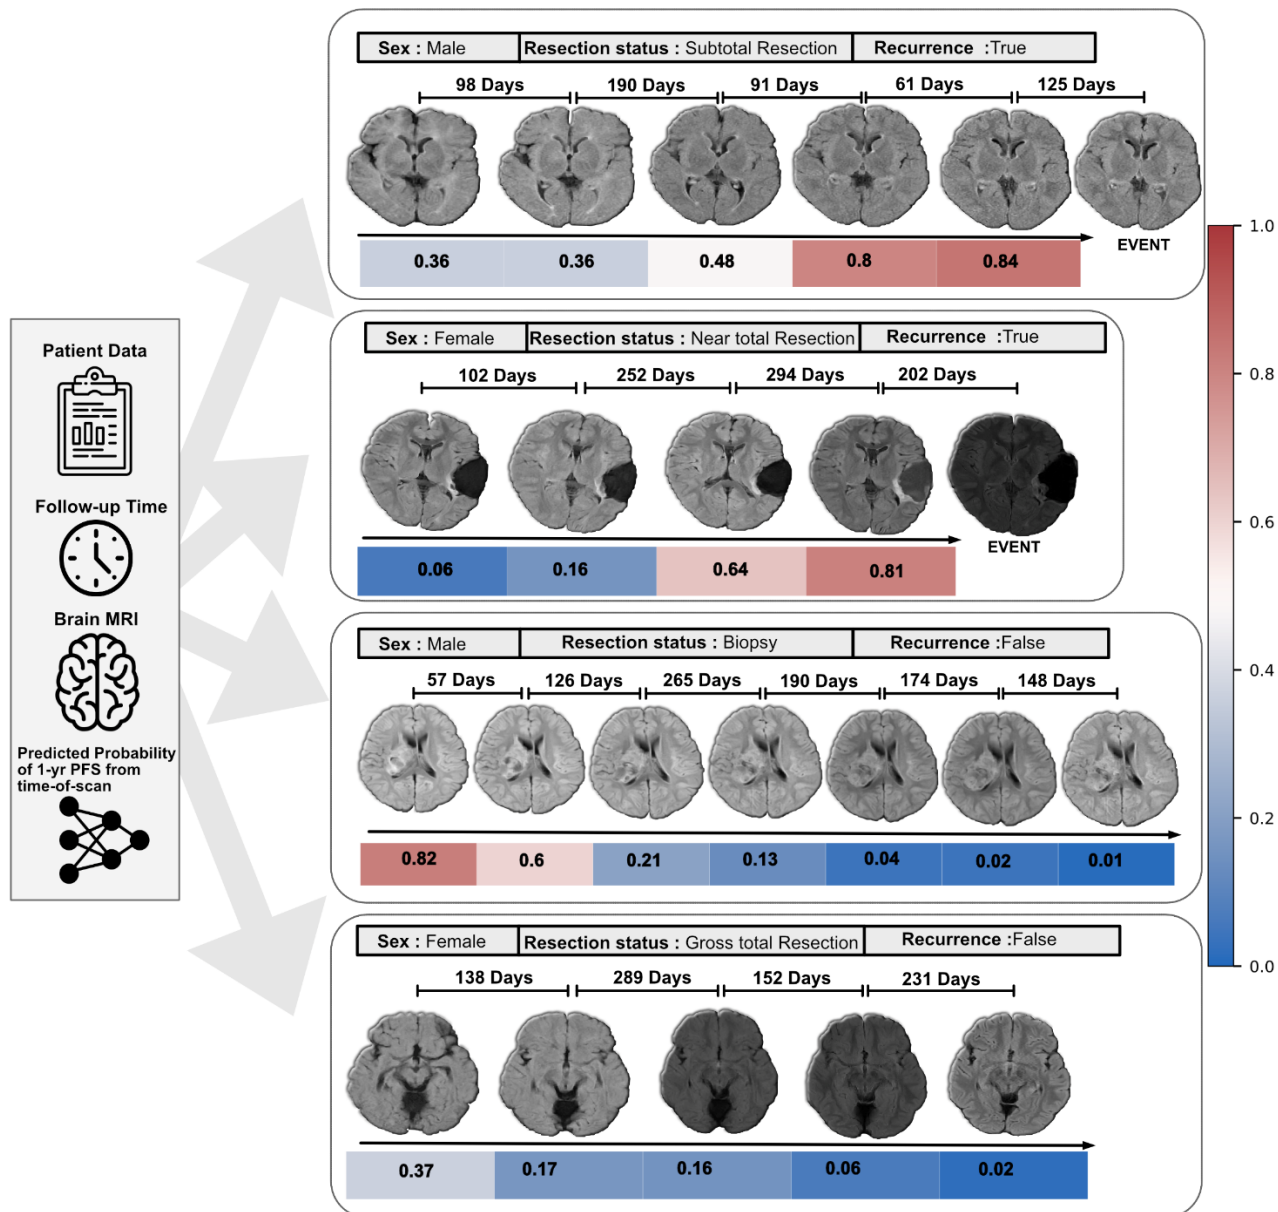 Patient Data
Follow-up Time
Brain MRI
Predicted Probability
of 1-yr PFS from
time-of-scan
Sex : Male Resection status : Subtotal Resection Recurrence :True
98 Days 190 Days 91 Days 61 Days 125 Days
EVENT
0.36 0.36 0.48 0.8 0.84
Sex : Female Resection status : Near total Resection Recurrence :True
102 Days 252 Days 294 Days 202 Days
EVENT
0.06 0.16 0.64 0.81
Sex : Male Resection status : Biopsy Recurrence :False
57 Days 126 Days 265 Days 190 Days 174 Days 148 Days
0.82 0.6 0.21 0.13 0.04 0.02 0.01
Sex : Female Resection status : Gross total Resection Recurrence :False
138 Days 289 Days 152 Days 231 Days
0.37 0.17 0.16 0.06 0.02
1.0
0.8
0.6
0.4
0.2
0.0